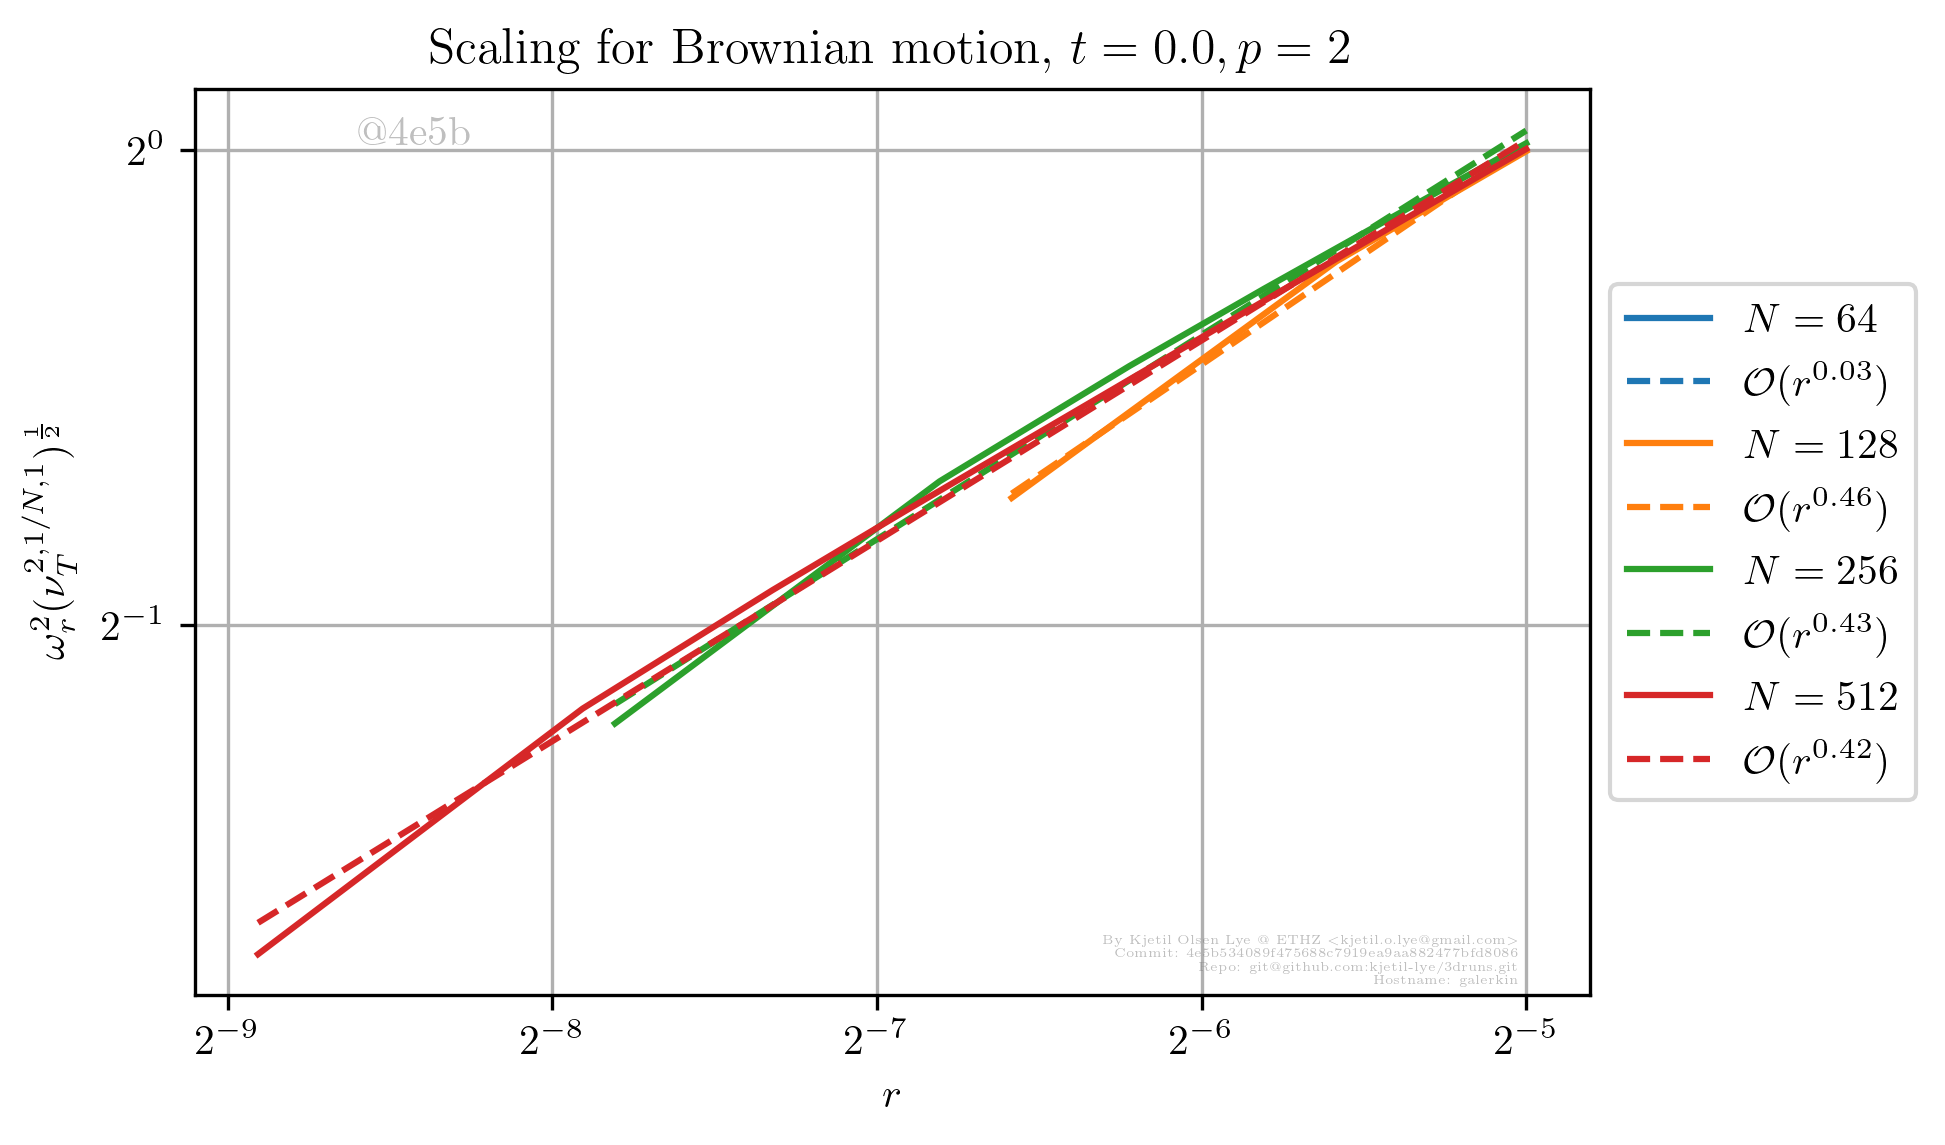 Scaling for Brownian motion, t = 0.0, p = 2
@4e5b
2⁰
2⁻¹
ω_r^2(ν_T^{2,1/N,1})^{1/2}
2⁻⁹ 2⁻⁸ 2⁻⁷ 2⁻⁶ 2⁻⁵
r
N = 64
𝒪(r^{0.03})
N = 128
𝒪(r^{0.46})
N = 256
𝒪(r^{0.43})
N = 512
𝒪(r^{0.42})
By Kjetil Olsen Lye @ ETHZ <kjetil.o.lye@gmail.com>
Commit: 4e5b534089f475688c7919ea9aa882477bfd8086
Repo: git@github.com:kjetil-lye/3druns.git
Hostname: galerkin